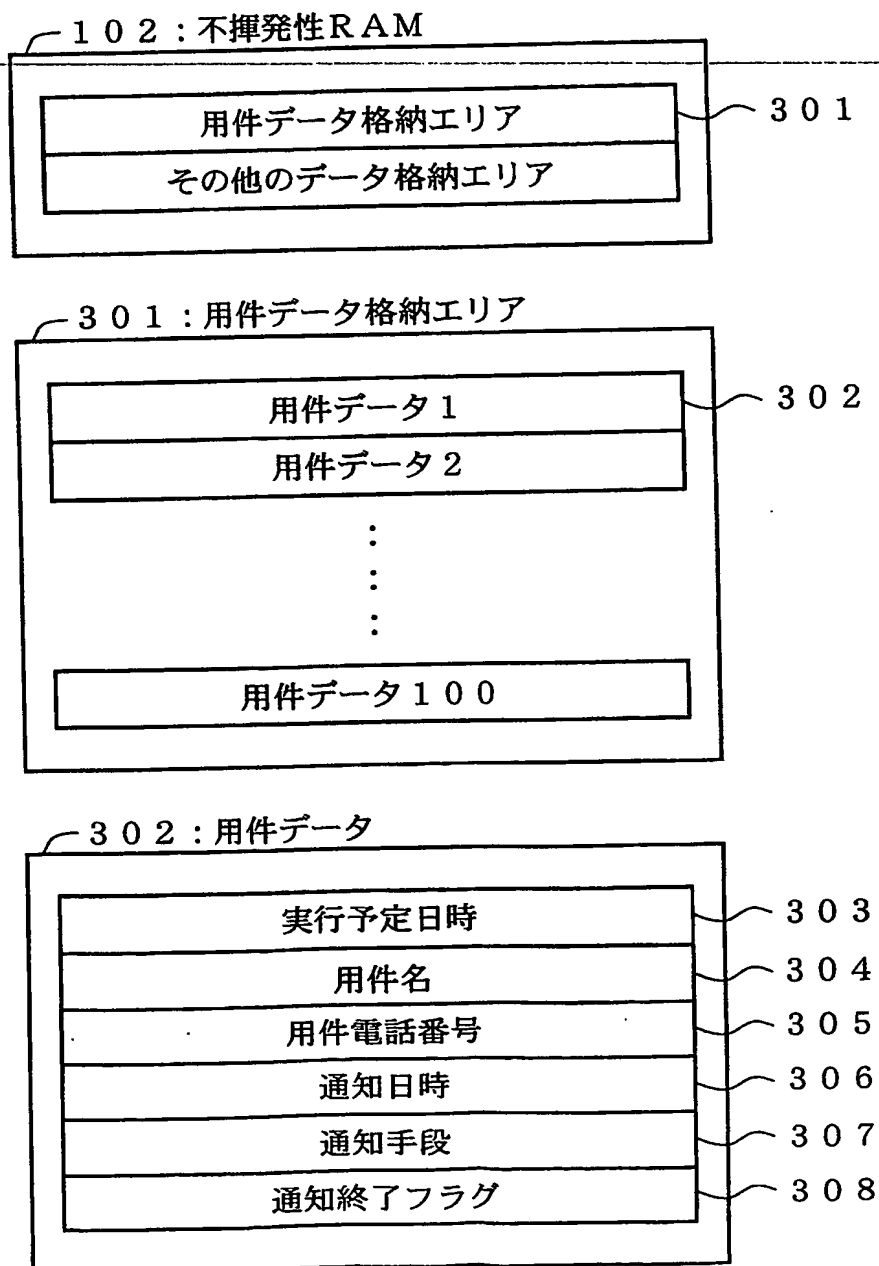 102:不揮発性RAM
用件データ格納エリア 301
その他のデータ格納エリア
301:用件データ格納エリア
用件データ1 302
用件データ2
用件データ100
302:用件データ
実行予定日時 303
用件名 304
用件電話番号 305
通知日時 306
通知手段 307
通知終了フラグ 308